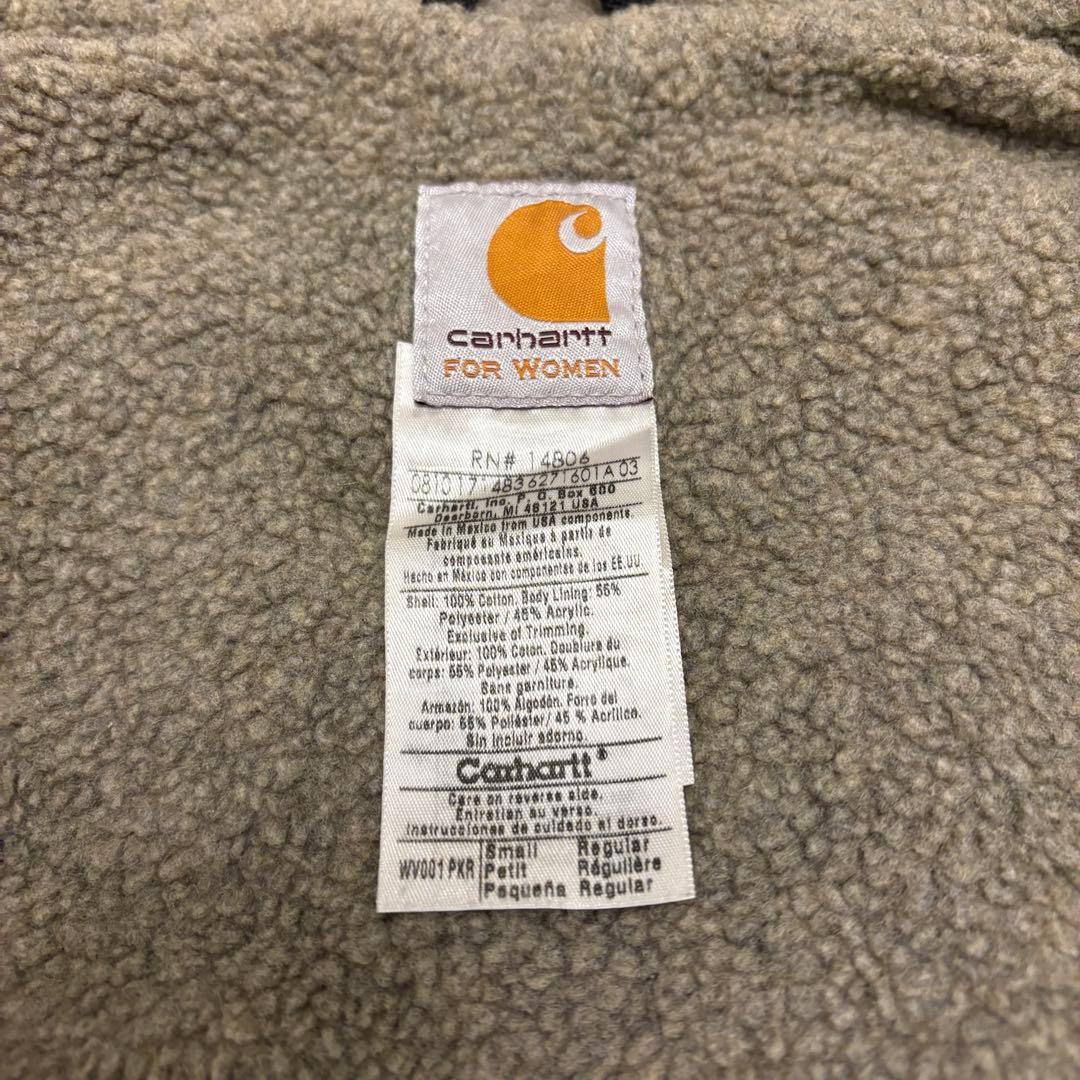 carhartt
FOR WOMEN
RN# 14806
0810171 4836271601A 03
Carhartt, Inc. P. O. Box 600
Dearborn, MI 48121 USA
Made in Mexico from USA components.
Fabriqué au Mexique à partir de
composants américains.
Hecho en México con componentes de los EE.UU.
Shell: 100% Cotton. Body Lining: 55%
Polyester / 45% Acrylic.
Exclusive of Trimming.
Extérieur: 100% Coton. Doublure du
corps: 55% Polyester / 45% Acrylique.
Sans garniture.
Armazón: 100% Algodón. Forro del
cuerpo: 55% Poliéster/ 45 % Acrílico.
Sin incluir adorno.
Carhartt®
Care on reverse side.
Entretien au verso.
Instrucciones de cuidado al dorso.
WV001 PKR
Small Regular
Petit Régulière
Pequeña Regular